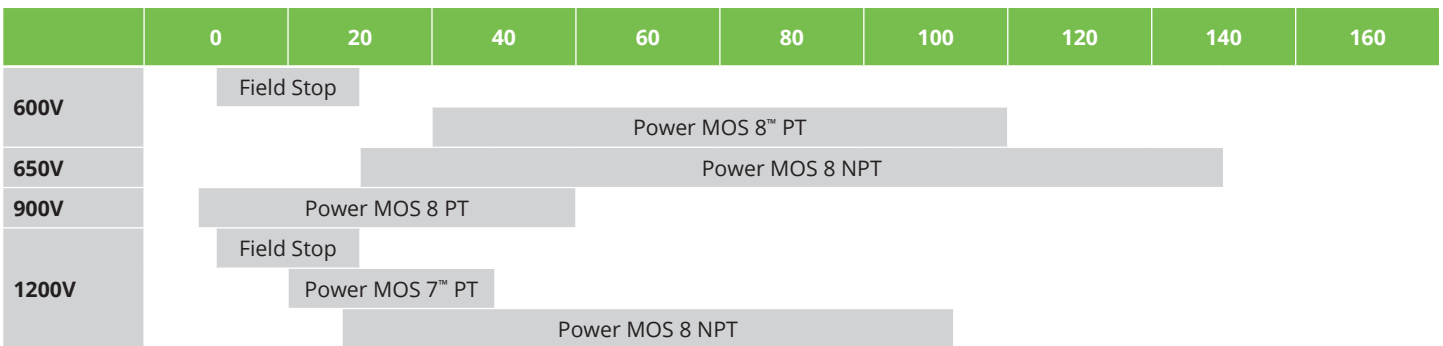 0 20 40 60 80 100 120 140 160
600V
Field Stop
Power MOS 8™ PT
650V
Power MOS 8 NPT
900V
Power MOS 8 PT
1200V
Field Stop
Power MOS 7™ PT
Power MOS 8 NPT